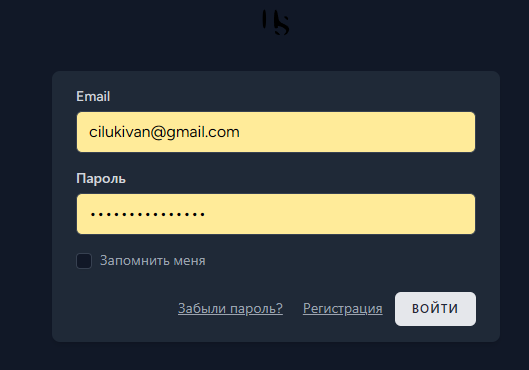 Email
cilukivan@gmail.com
Пароль
•••••••••••••••
Запомнить меня
Забыли пароль? Регистрация ВОЙТИ